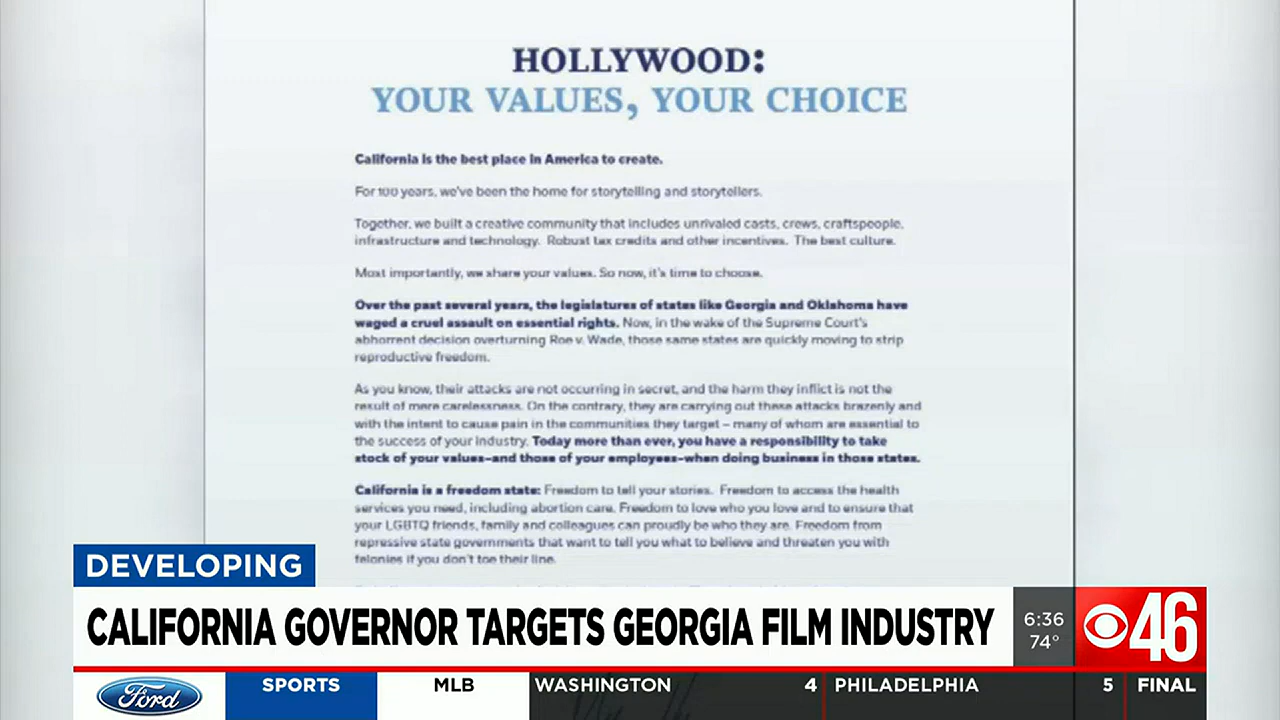 HOLLYWOOD:
YOUR VALUES, YOUR CHOICE
California is the best place in America to create.
For 100 years, we've been the home for storytelling and storytellers.
Together, we built a creative community that includes unrivaled casts, crews, craftspeople,
infrastructure and technology. Robust tax credits and other incentives. The best culture.
Most importantly, we share your values. So now, it's time to choose.
Over the past several years, the legislatures of states like Georgia and Oklahoma have
waged a cruel assault on essential rights. Now, in the wake of the Supreme Court's
abhorrent decision overturning Roe v. Wade, those same states are quickly moving to strip
reproductive freedom.
As you know, their attacks are not occurring in secret, and the harm they inflict is not the
result of mere carelessness. On the contrary, they are carrying out these attacks brazenly and
with the intent to cause pain in the communities they target – many of whom are essential to
the success of your industry. Today more than ever, you have a responsibility to take
stock of your values–and those of your employees–when doing business in those states.
California is a freedom state: Freedom to tell your stories. Freedom to access the health
services you need, including abortion care. Freedom to love who you love and to ensure that
your LGBTQ friends, family and colleagues can proudly be who they are. Freedom from
repressive state governments that want to tell you what to believe and threaten you with
felonies if you don't toe their line.
DEVELOPING
CALIFORNIA GOVERNOR TARGETS GEORGIA FILM INDUSTRY
6:36
74°
46
Ford
SPORTS
MLB
WASHINGTON 4
PHILADELPHIA 5
FINAL